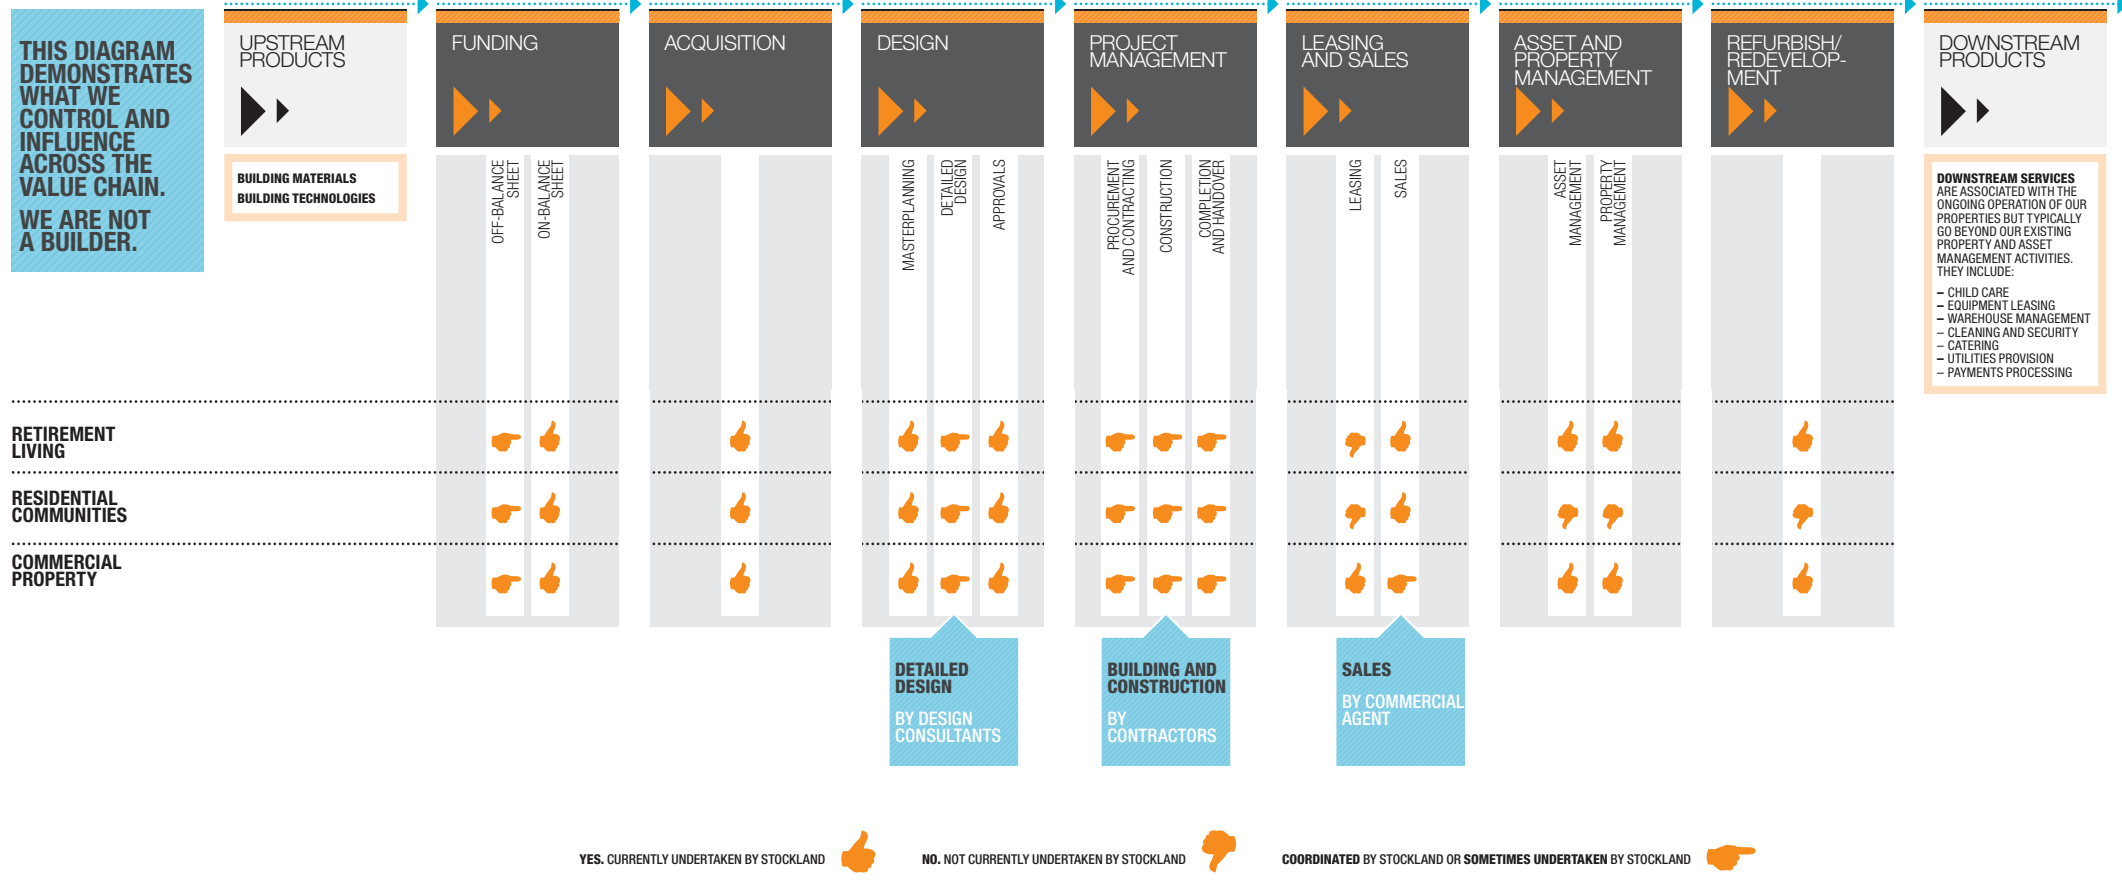 THIS DIAGRAM
DEMONSTRATES
WHAT WE
CONTROL AND
INFLUENCE
ACROSS THE
VALUE CHAIN.
WE ARE NOT
A BUILDER.
UPSTREAM
PRODUCTS
BUILDING MATERIALS
BUILDING TECHNOLOGIES
FUNDING
OFF-BALANCE
SHEET
ON-BALANCE
SHEET
ACQUISITION
DESIGN
MASTERPLANNING
DETAILED
DESIGN
APPROVALS
PROJECT
MANAGEMENT
PROCUREMENT
AND CONTRACTING
CONSTRUCTION
COMPLETION
AND HANDOVER
LEASING
AND SALES
LEASING
SALES
ASSET AND
PROPERTY
MANAGEMENT
ASSET
MANAGEMENT
PROPERTY
MANAGEMENT
REFURBISH/
REDEVELOP-
MENT
DOWNSTREAM
PRODUCTS
DOWNSTREAM SERVICES
ARE ASSOCIATED WITH THE
ONGOING OPERATION OF OUR
PROPERTIES BUT TYPICALLY
GO BEYOND OUR EXISTING
PROPERTY AND ASSET
MANAGEMENT ACTIVITIES.
THEY INCLUDE:
– CHILD CARE
– EQUIPMENT LEASING
– WAREHOUSE MANAGEMENT
– CLEANING AND SECURITY
– CATERING
– UTILITIES PROVISION
– PAYMENTS PROCESSING
RETIREMENT
LIVING
RESIDENTIAL
COMMUNITIES
COMMERCIAL
PROPERTY
DETAILED
DESIGN
BY DESIGN
CONSULTANTS
BUILDING AND
CONSTRUCTION
BY
CONTRACTORS
SALES
BY COMMERCIAL
AGENT
YES. CURRENTLY UNDERTAKEN BY STOCKLAND
NO. NOT CURRENTLY UNDERTAKEN BY STOCKLAND
COORDINATED BY STOCKLAND OR SOMETIMES UNDERTAKEN BY STOCKLAND